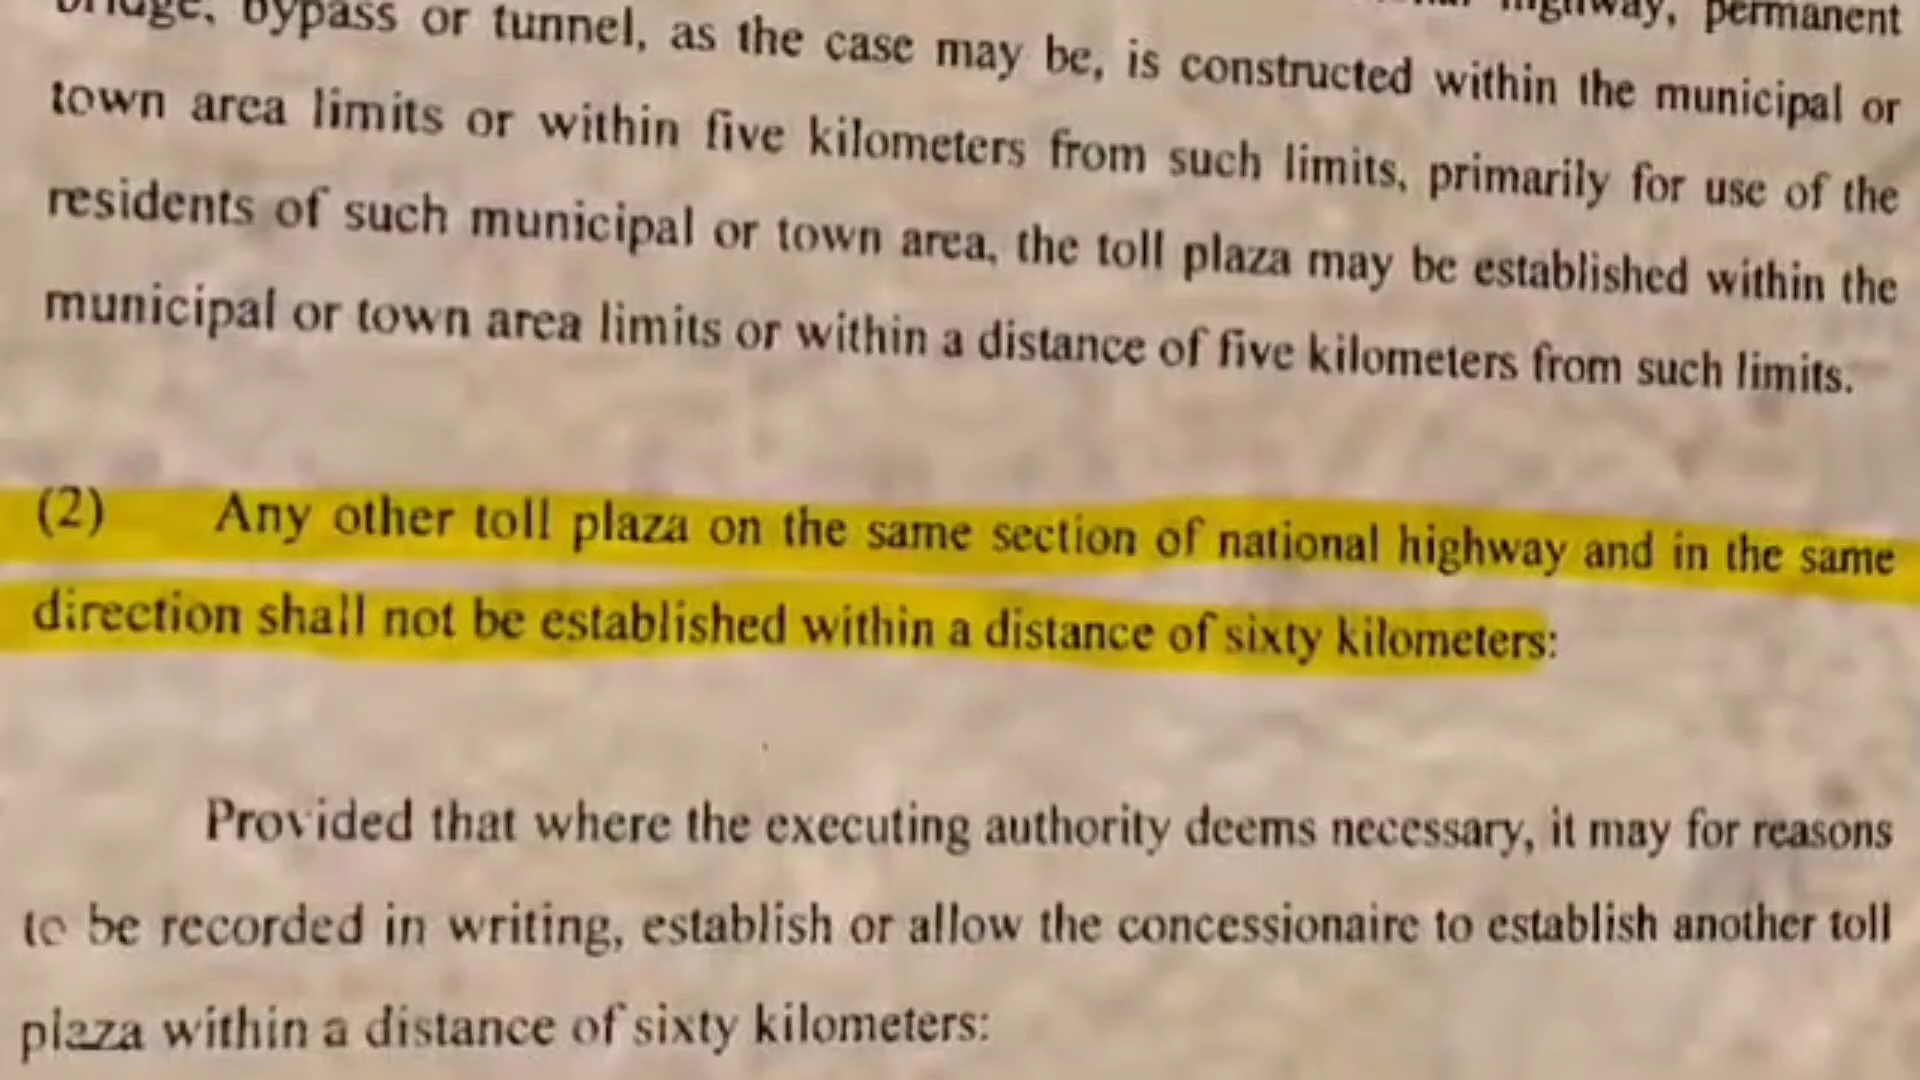 bridge, bypass or tunnel, as the case may be, is constructed within the municipal or
highway, permanent
town area limits or within five kilometers from such limits, primarily for use of the
residents of such municipal or town area, the toll plaza may be established within the
municipal or town area limits or within a distance of five kilometers from such limits.
(2) Any other toll plaza on the same section of national highway and in the same
direction shall not be established within a distance of sixty kilometers:
Provided that where the executing authority deems necessary, it may for reasons
to be recorded in writing, establish or allow the concessionaire to establish another toll
plaza within a distance of sixty kilometers: